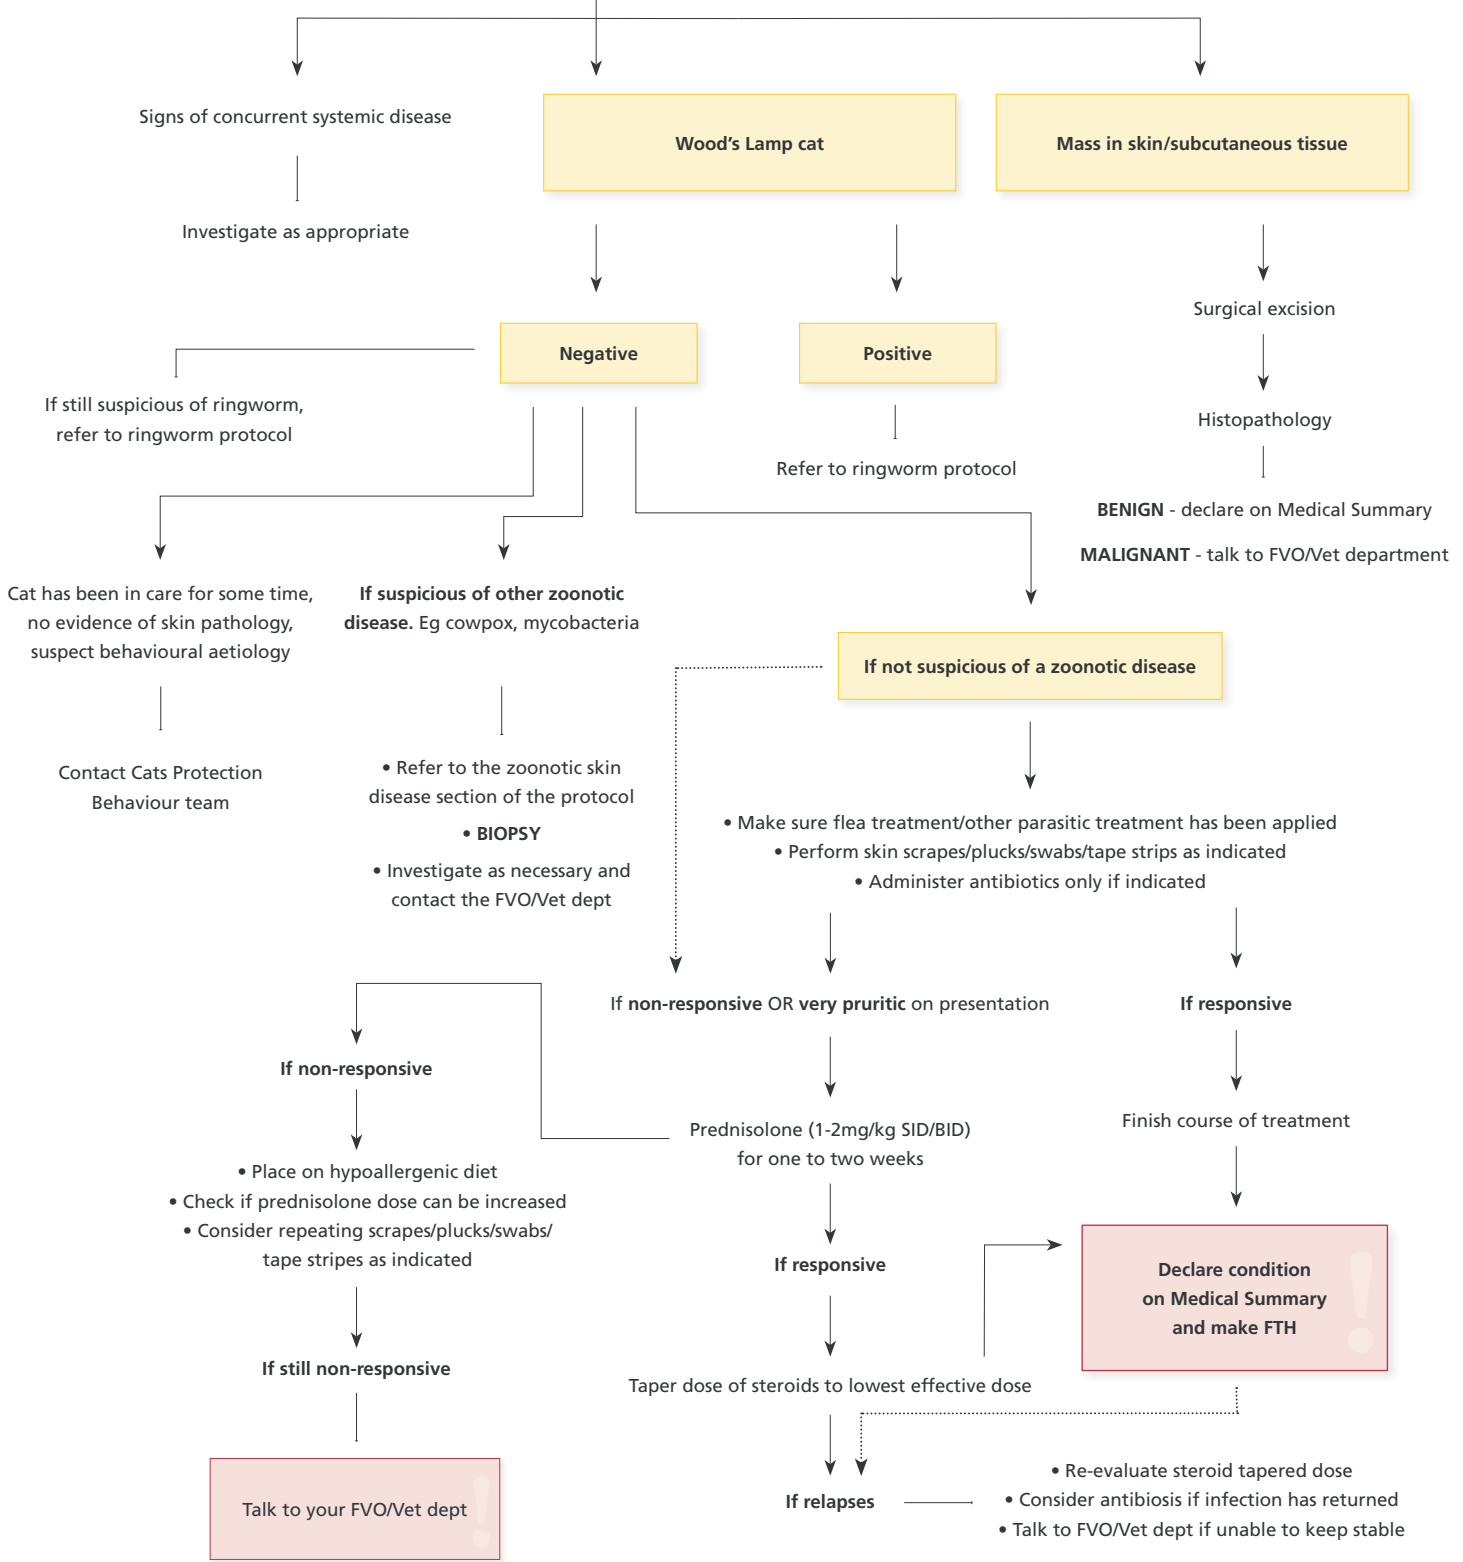 Signs of concurrent systemic disease
Investigate as appropriate
Wood's Lamp cat
Mass in skin/subcutaneous tissue
Negative
Positive
Surgical excision
Histopathology
BENIGN - declare on Medical Summary
MALIGNANT - talk to FVO/Vet department
If still suspicious of ringworm,
refer to ringworm protocol
Refer to ringworm protocol
Cat has been in care for some time,
no evidence of skin pathology,
suspect behavioural aetiology
Contact Cats Protection
Behaviour team
If suspicious of other zoonotic
disease. Eg cowpox, mycobacteria
• Refer to the zoonotic skin
disease section of the protocol
• BIOPSY
• Investigate as necessary and
contact the FVO/Vet dept
If not suspicious of a zoonotic disease
• Make sure flea treatment/other parasitic treatment has been applied
• Perform skin scrapes/plucks/swabs/tape strips as indicated
• Administer antibiotics only if indicated
If non-responsive OR very pruritic on presentation
If responsive
Prednisolone (1-2mg/kg SID/BID)
for one to two weeks
Finish course of treatment
If non-responsive
• Place on hypoallergenic diet
• Check if prednisolone dose can be increased
• Consider repeating scrapes/plucks/swabs/
tape stripes as indicated
If still non-responsive
Talk to your FVO/Vet dept
!
If responsive
Taper dose of steroids to lowest effective dose
Declare condition
on Medical Summary
and make FTH
!
If relapses
• Re-evaluate steroid tapered dose
• Consider antibiosis if infection has returned
• Talk to FVO/Vet dept if unable to keep stable